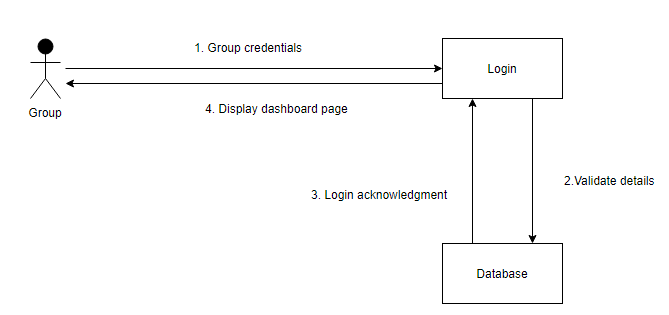 1. Group credentials
Login
Group
4. Display dashboard page
2.Validate details
3. Login acknowledgment
Database